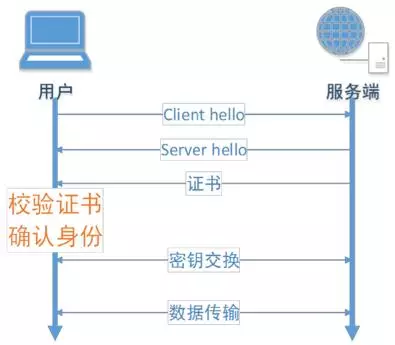 用户
服务端
Client hello
Server hello
证书
校验证书
确认身份
密钥交换
数据传输